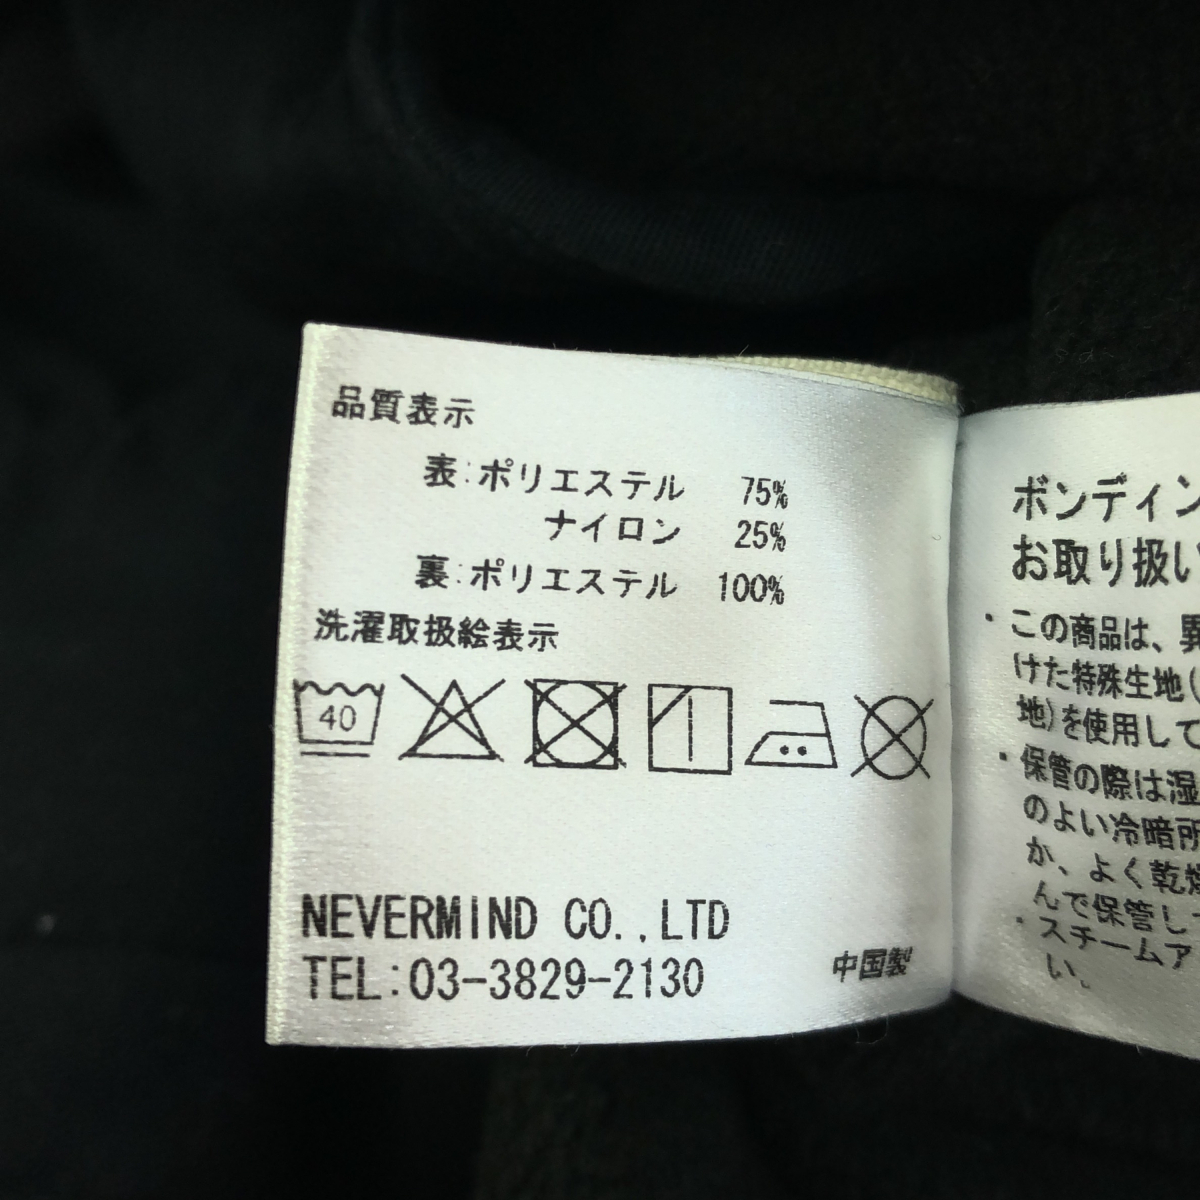 品質表示
表:ポリエステル 75%
ナイロン 25%
裏:ポリエステル 100%
洗濯取扱絵表示
40
NEVERMIND CO.,LTD
TEL:03-3829-2130
中国製
ボンディン
お取り扱い
・この商品は、異
けた特殊生地(
地)を使用して
・保管の際は湿
のよい冷暗所
か、よく乾燥
んで保管し
・スチームア
い。